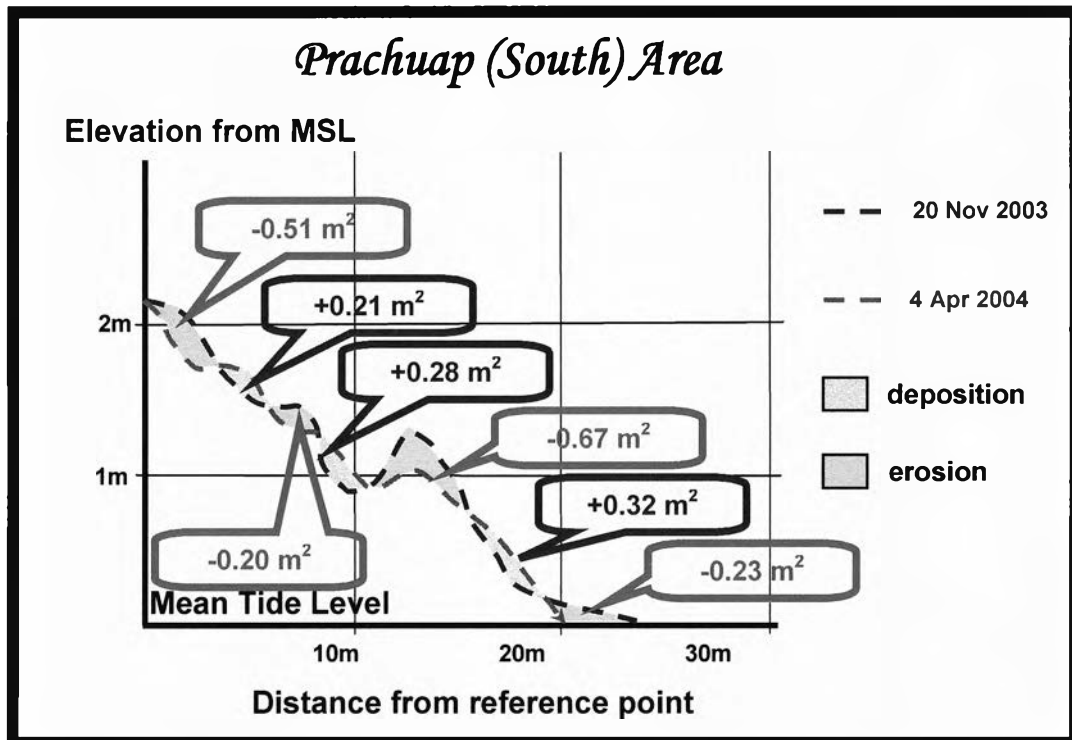 Prachuap (South) Area
Elevation from MSL
-0.51 m²
20 Nov 2003
+0.21 m²
4 Apr 2004
2m
+0.28 m²
deposition
-0.67 m²
1m
erosion
+0.32 m²
-0.20 m²
-0.23 m²
Mean Tide Level
10m 20m 30m
Distance from reference point